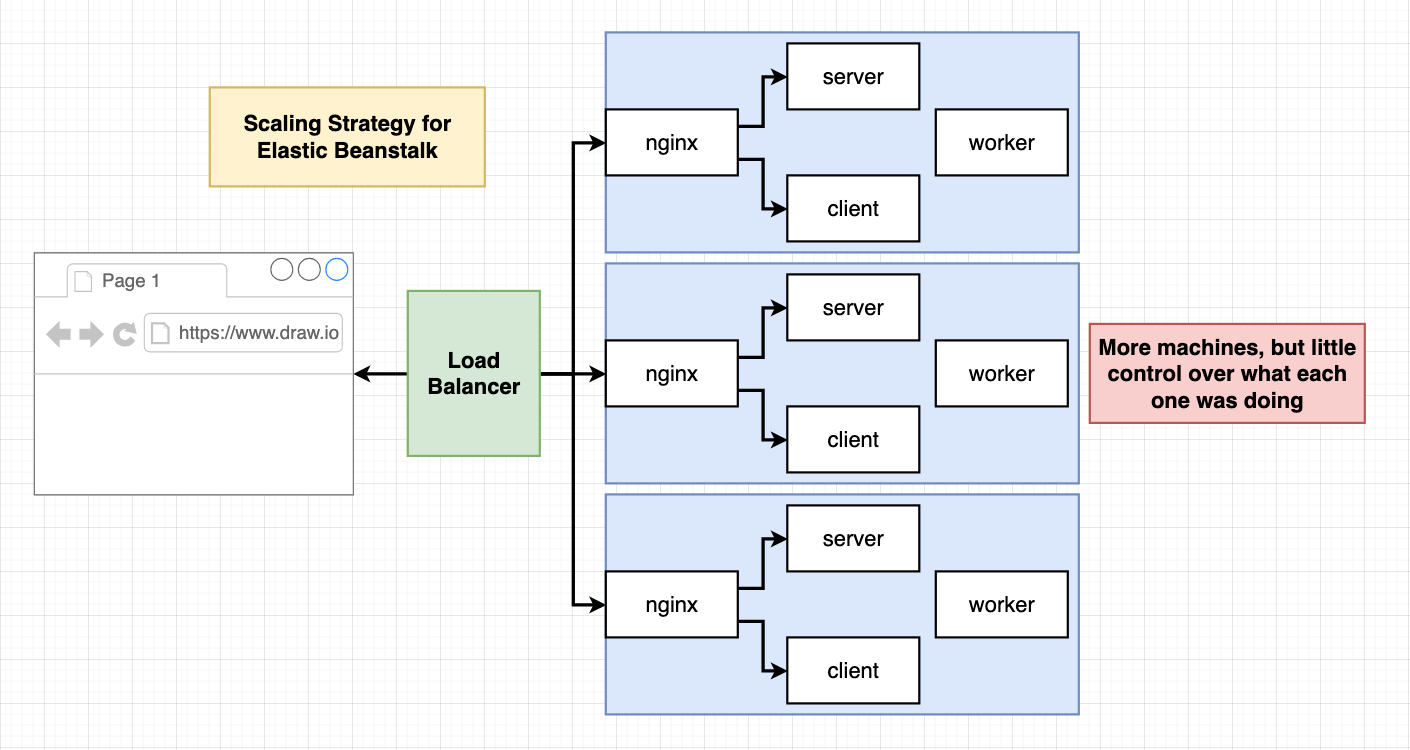 Scaling Strategy for
Elastic Beanstalk
Page 1
https://www.draw.io
Load
Balancer
nginx
server
client
worker
nginx
server
client
worker
nginx
server
client
worker
More machines, but little
control over what each
one was doing